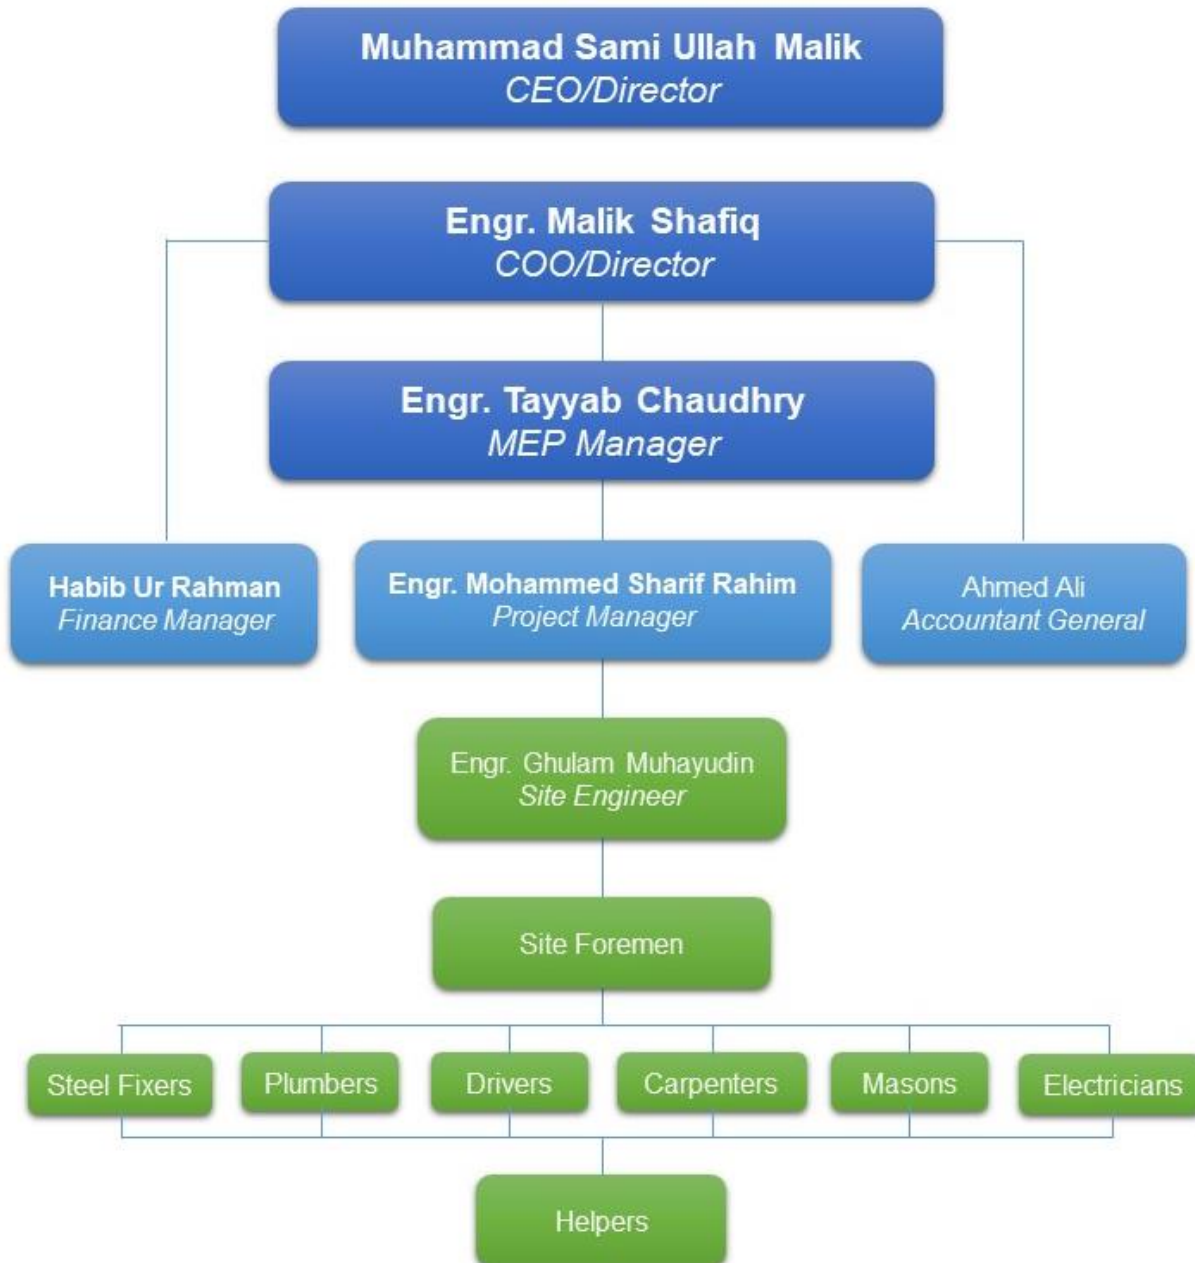 Muhammad Sami Ullah Malik
CEO/Director
Engr. Malik Shafiq
COO/Director
Engr. Tayyab Chaudhry
MEP Manager
Habib Ur Rahman
Finance Manager
Engr. Mohammed Sharif Rahim
Project Manager
Ahmed Ali
Accountant General
Engr. Ghulam Muhayudin
Site Engineer
Site Foremen
Steel Fixers
Plumbers
Drivers
Carpenters
Masons
Electricians
Helpers